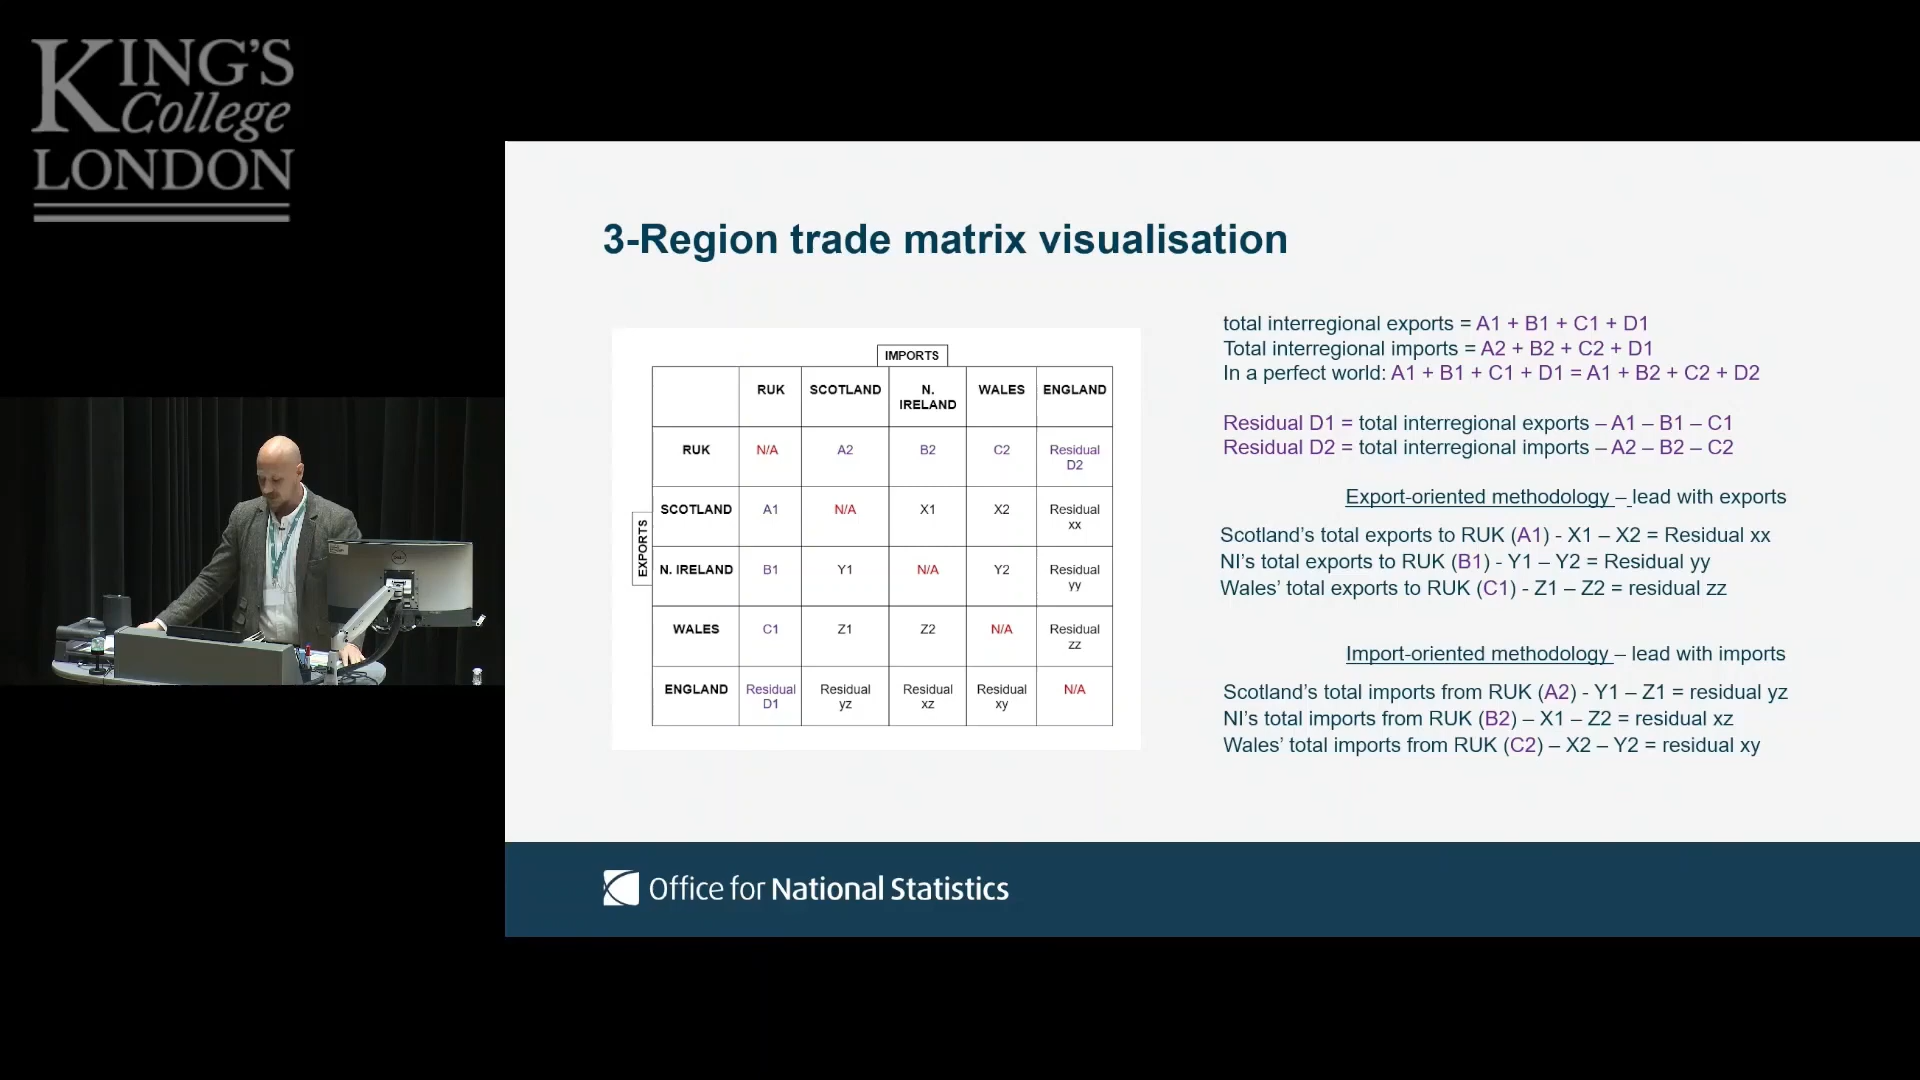 KING'S
College
LONDON
3-Region trade matrix visualisation
IMPORTS
RUK SCOTLAND N. IRELAND WALES ENGLAND
EXPORTS
RUK N/A A2 B2 C2 Residual D2
SCOTLAND A1 N/A X1 X2 Residual xx
N. IRELAND B1 Y1 N/A Y2 Residual yy
WALES C1 Z1 Z2 N/A Residual zz
ENGLAND Residual D1 Residual yz Residual xz Residual xy N/A
total interregional exports = A1 + B1 + C1 + D1
Total interregional imports = A2 + B2 + C2 + D1
In a perfect world: A1 + B1 + C1 + D1 = A1 + B2 + C2 + D2
Residual D1 = total interregional exports – A1 – B1 – C1
Residual D2 = total interregional imports – A2 – B2 – C2
Export-oriented methodology – lead with exports
Scotland's total exports to RUK (A1) - X1 – X2 = Residual xx
NI's total exports to RUK (B1) - Y1 – Y2 = Residual yy
Wales' total exports to RUK (C1) - Z1 – Z2 = residual zz
Import-oriented methodology – lead with imports
Scotland's total imports from RUK (A2) - Y1 – Z1 = residual yz
NI's total imports from RUK (B2) – X1 – Z2 = residual xz
Wales' total imports from RUK (C2) – X2 – Y2 = residual xy
Office for National Statistics